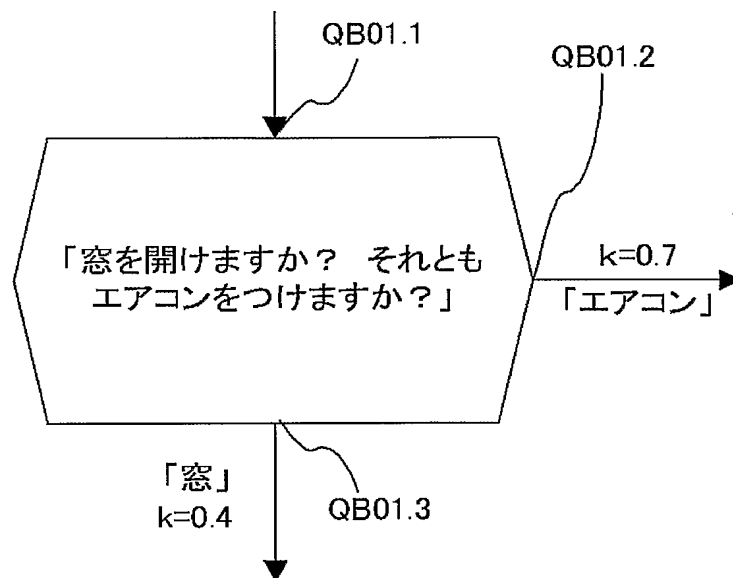 QB01.1
QB01.2
「窓を開けますか？ それとも
エアコンをつけますか？」
k=0.7
「エアコン」
「窓」
k=0.4
QB01.3